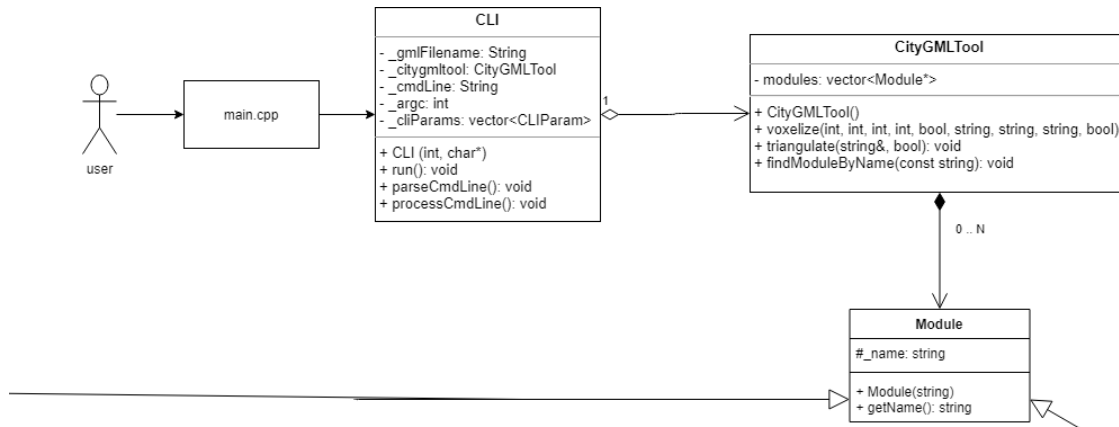 user
main.cpp
CLI
- _gmlFilename: String
- _citygmltool: CityGMLTool
- _cmdLine: String
- _argc: int
- _cliParams: vector<CLIParam>
+ CLI (int, char*)
+ run(): void
+ parseCmdLine(): void
+ processCmdLine(): void
1
CityGMLTool
- modules: vector<Module*>
+ CityGMLTool()
+ voxelize(int, int, int, int, bool, string, string, string, bool)
+ triangulate(string&, bool): void
+ findModuleByName(const string): void
0 .. N
Module
#_name: string
+ Module(string)
+ getName(): string